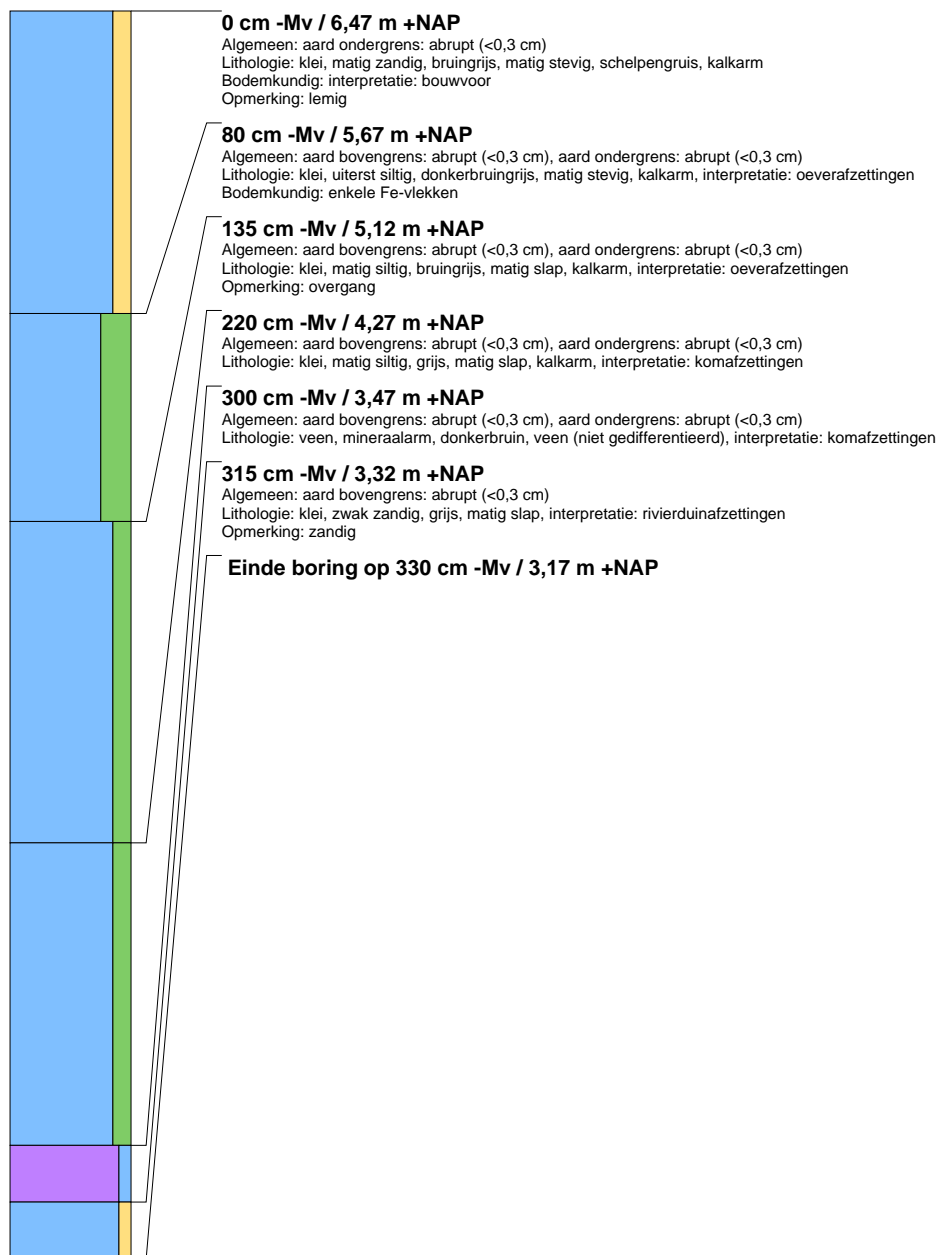 0 cm -Mv / 6,47 m +NAP
Algemeen: aard ondergrens: abrupt (<0,3 cm)
Lithologie: klei, matig zandig, bruingrijs, matig stevig, schelpengruis, kalkarm
Bodemkundig: interpretatie: bouwvoor
Opmerking: lemig
80 cm -Mv / 5,67 m +NAP
Algemeen: aard bovengrens: abrupt (<0,3 cm), aard ondergrens: abrupt (<0,3 cm)
Lithologie: klei, uiterst siltig, donkerbruingrijs, matig stevig, kalkarm, interpretatie: oeverafzettingen
Bodemkundig: enkele Fe-vlekken
135 cm -Mv / 5,12 m +NAP
Algemeen: aard bovengrens: abrupt (<0,3 cm), aard ondergrens: abrupt (<0,3 cm)
Lithologie: klei, matig siltig, bruingrijs, matig slap, kalkarm, interpretatie: oeverafzettingen
Opmerking: overgang
220 cm -Mv / 4,27 m +NAP
Algemeen: aard bovengrens: abrupt (<0,3 cm), aard ondergrens: abrupt (<0,3 cm)
Lithologie: klei, matig siltig, grijs, matig slap, kalkarm, interpretatie: komafzettingen
300 cm -Mv / 3,47 m +NAP
Algemeen: aard bovengrens: abrupt (<0,3 cm), aard ondergrens: abrupt (<0,3 cm)
Lithologie: veen, mineraalarm, donkerbruin, veen (niet gedifferentieerd), interpretatie: komafzettingen
315 cm -Mv / 3,32 m +NAP
Algemeen: aard bovengrens: abrupt (<0,3 cm)
Lithologie: klei, zwak zandig, grijs, matig slap, interpretatie: rivierduinafzettingen
Opmerking: zandig
Einde boring op 330 cm -Mv / 3,17 m +NAP